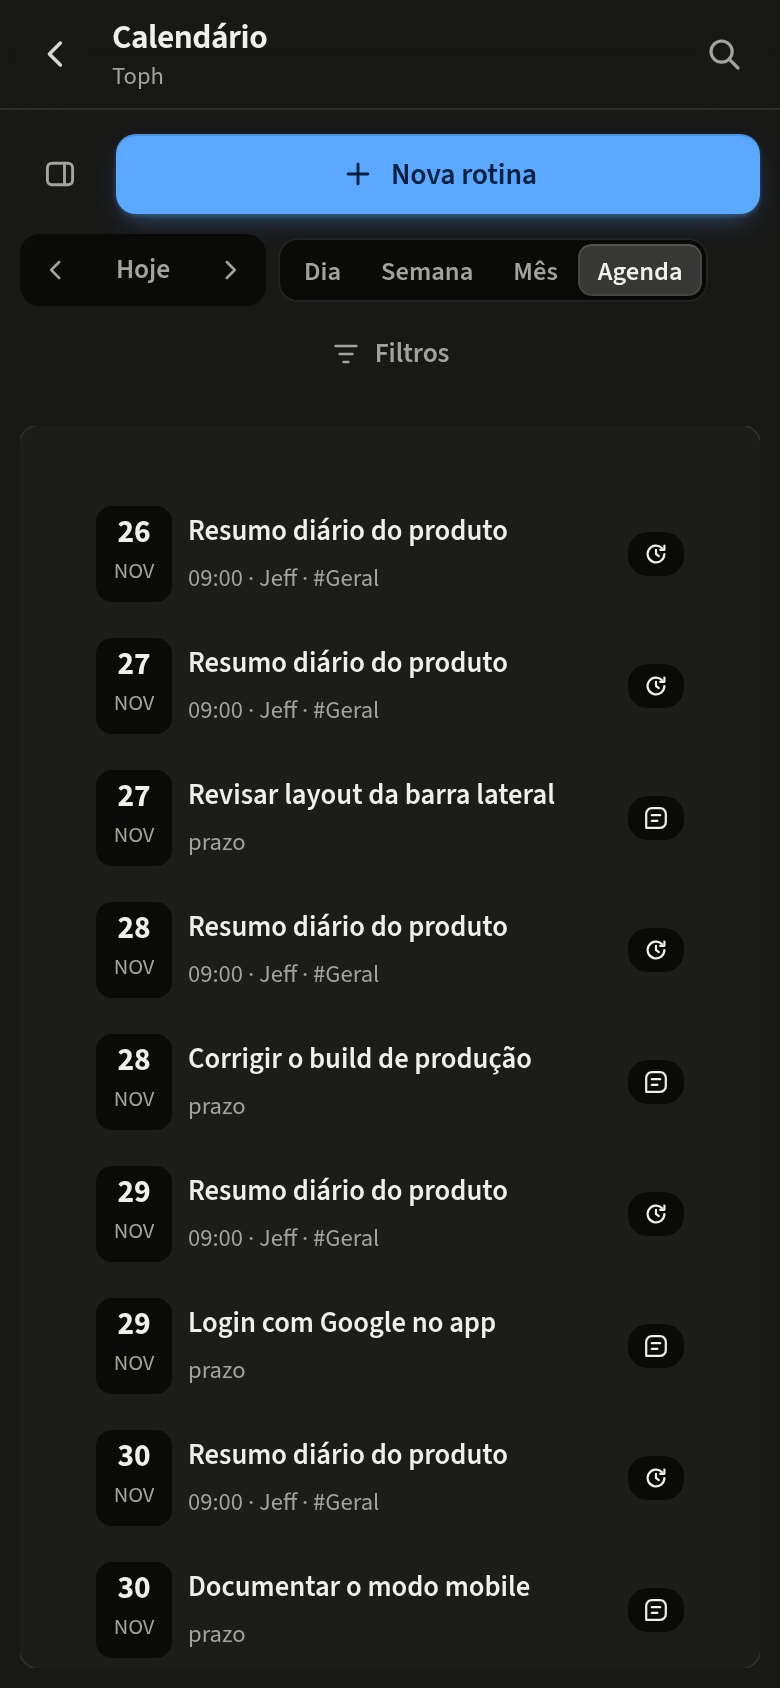 Calendário
Toph
Nova rotina
Hoje
Dia Semana Mês Agenda
Filtros
26 NOV
Resumo diário do produto
09:00 · Jeff · #Geral
27 NOV
Resumo diário do produto
09:00 · Jeff · #Geral
27 NOV
Revisar layout da barra lateral
prazo
28 NOV
Resumo diário do produto
09:00 · Jeff · #Geral
28 NOV
Corrigir o build de produção
prazo
29 NOV
Resumo diário do produto
09:00 · Jeff · #Geral
29 NOV
Login com Google no app
prazo
30 NOV
Resumo diário do produto
09:00 · Jeff · #Geral
30 NOV
Documentar o modo mobile
prazo